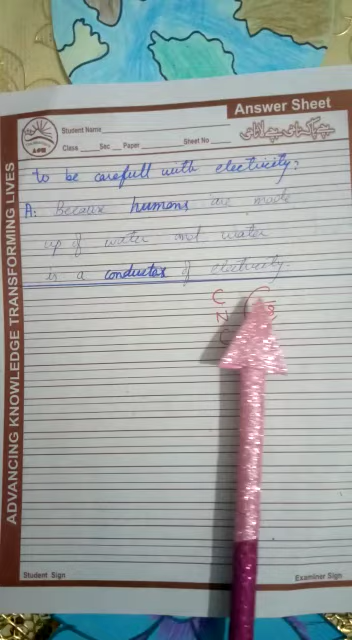 Answer Sheet
Student Name
Class Sec Paper Sheet No
to be carefull with electricity?
A: Because humans are made
up of water and water
is a conductor of electricity.
C
N
C
ADVANCING KNOWLEDGE TRANSFORMING LIVES
Student Sign
Examiner Sign